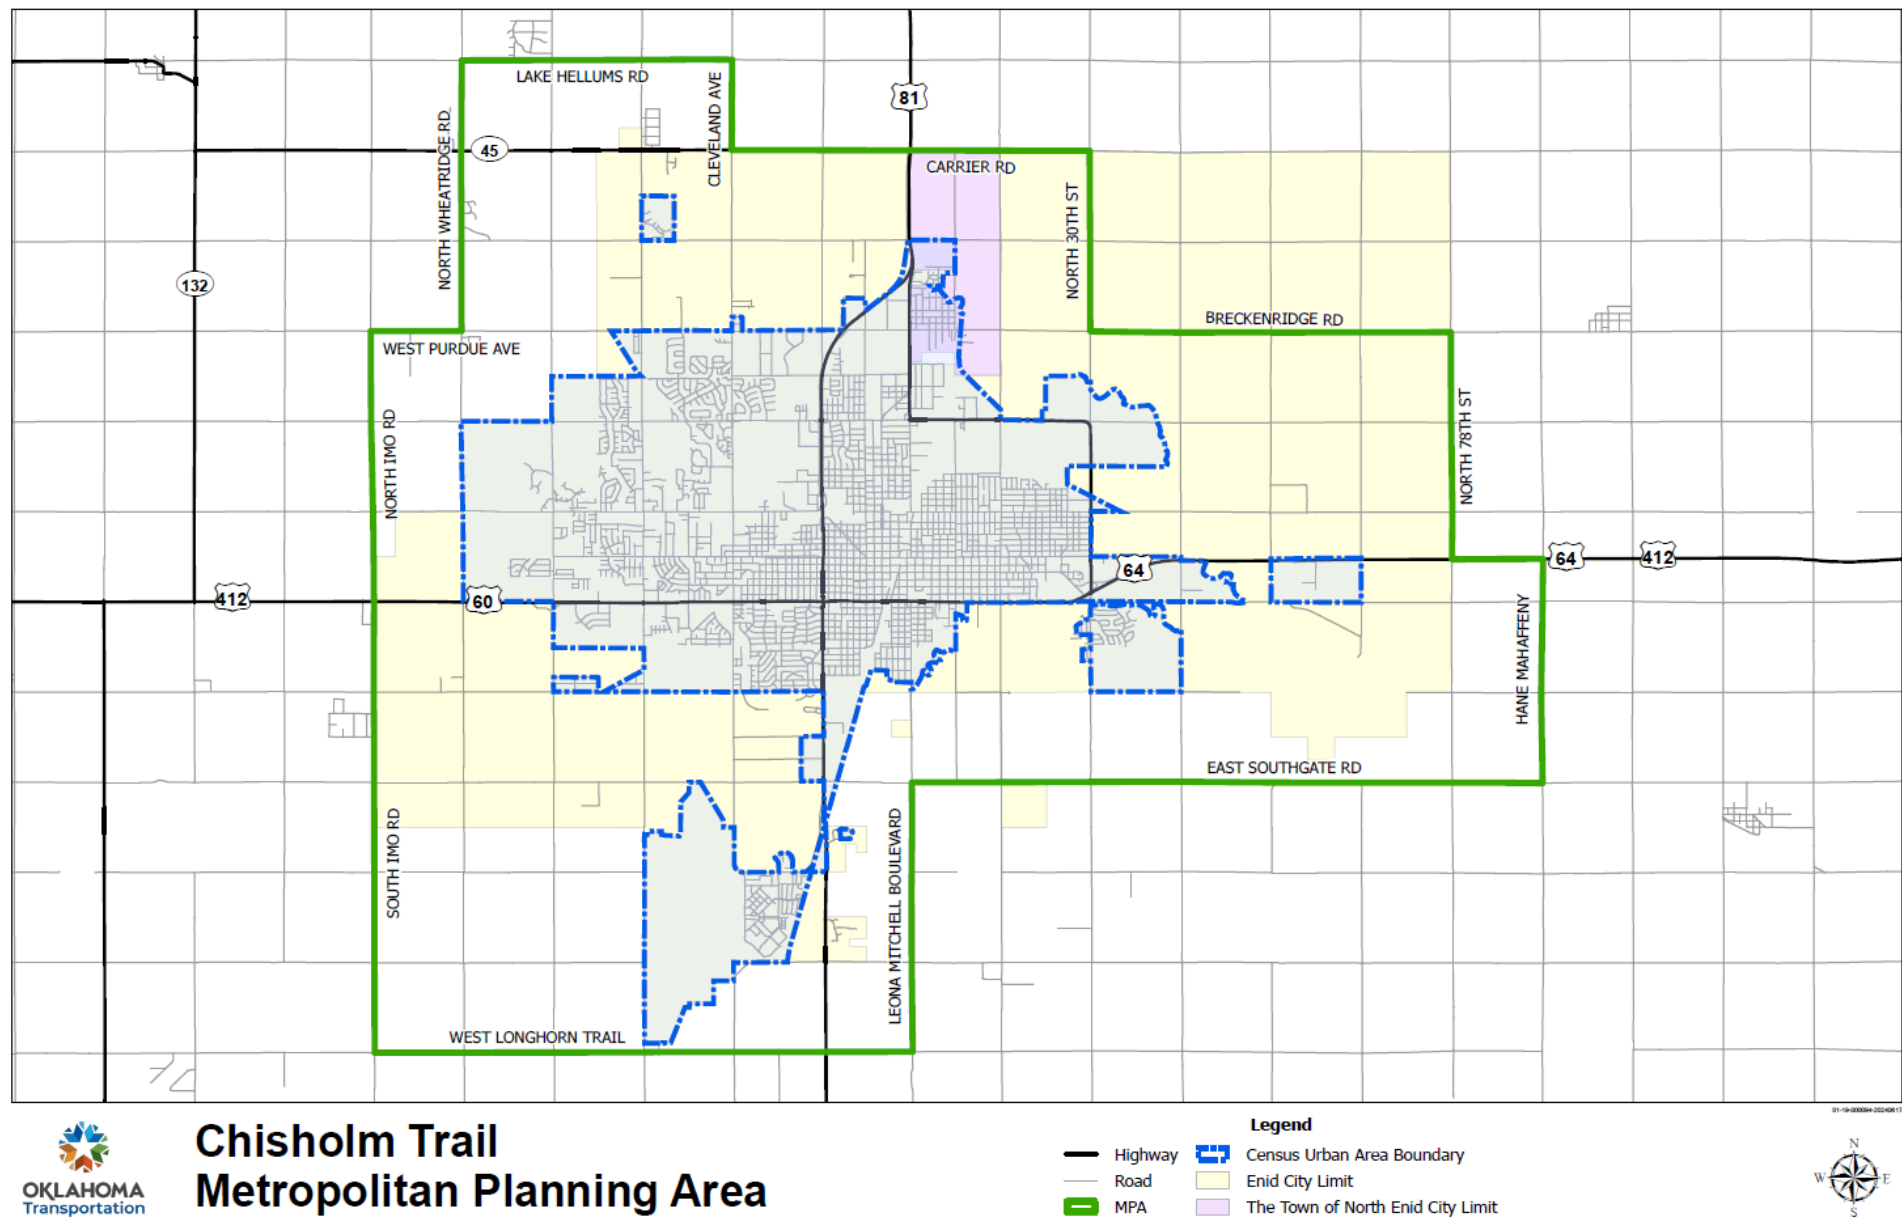 LAKE HELLUMS RD
CLEVELAND AVE
81
NORTH WHEATRIDGE RD
45
CARRIER RD
NORTH 30TH ST
132
BRECKENRIDGE RD
WEST PURDUE AVE
NORTH IMO RD
NORTH 78TH ST
64
412
64
412
60
HANE MAHAFFENY
EAST SOUTHGATE RD
SOUTH IMO RD
LEONA MITCHELL BOULEVARD
WEST LONGHORN TRAIL
OKLAHOMA
Transportation
Chisholm Trail
Metropolitan Planning Area
Legend
Highway
Census Urban Area Boundary
Road
Enid City Limit
MPA
The Town of North Enid City Limit
N
W
E
S